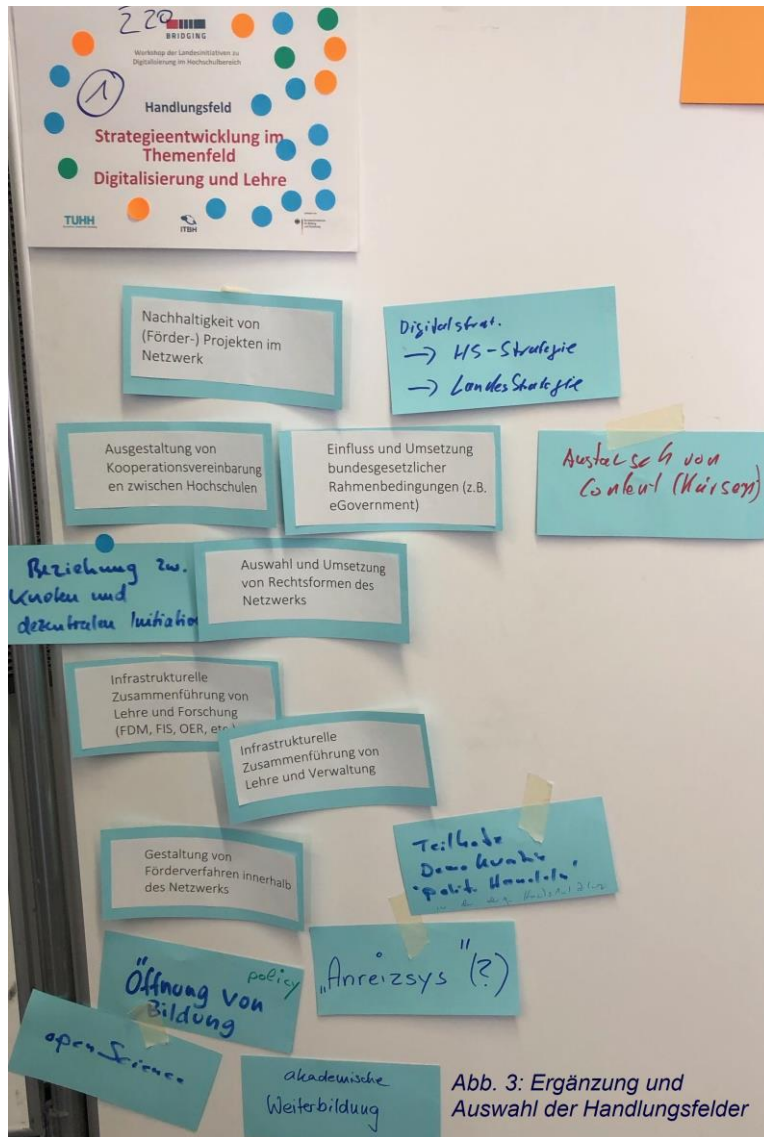 220
BRIDGING
Workshop der Landesinitiativen zu
Digitalisierung im Hochschulbereich
1
Handlungsfeld
Strategieentwicklung im
Themenfeld
Digitalisierung und Lehre
TUHH
ITBH
Nachhaltigkeit von
(Förder-) Projekten im
Netzwerk
Digitalstrat.
→ HS-Strategie
→ LandesStrategie
Ausgestaltung von
Kooperationsvereinbarung
en zwischen Hochschulen
Einfluss und Umsetzung
bundesgesetzlicher
Rahmenbedingungen (z.B.
eGovernment)
Austausch von
Content (Kursen)
Beziehung zw.
Knoten und
dezentralen Initiativ
Auswahl und Umsetzung
von Rechtsformen des
Netzwerks
Infrastrukturelle
Zusammenführung von
Lehre und Forschung
(FDM, FIS, OER, etc.)
Infrastrukturelle
Zusammenführung von
Lehre und Verwaltung
Gestaltung von
Förderverfahren innerhalb
des Netzwerks
Teilhabe
Demokratie
"polit. Handeln"
Öffnung von policy
Bildung
„Anreizsys" (?)
open Science
akademische
Weiterbildung
Abb. 3: Ergänzung und
Auswahl der Handlungsfelder